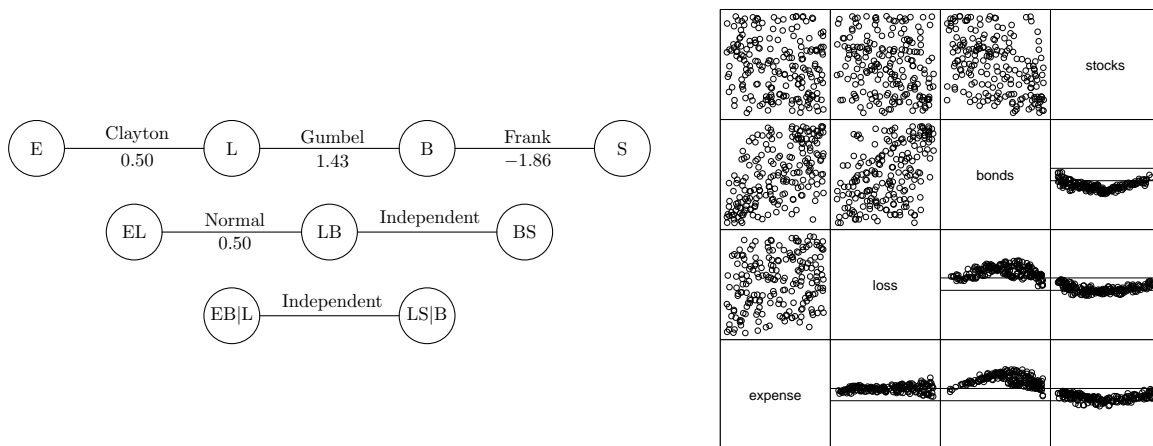 Clayton
Gumbel
Frank
E
L
B
S
0.50
1.43
−1.86
Normal
Independent
EL
LB
BS
0.50
Independent
EB|L
LS|B
stocks
bonds
loss
expense